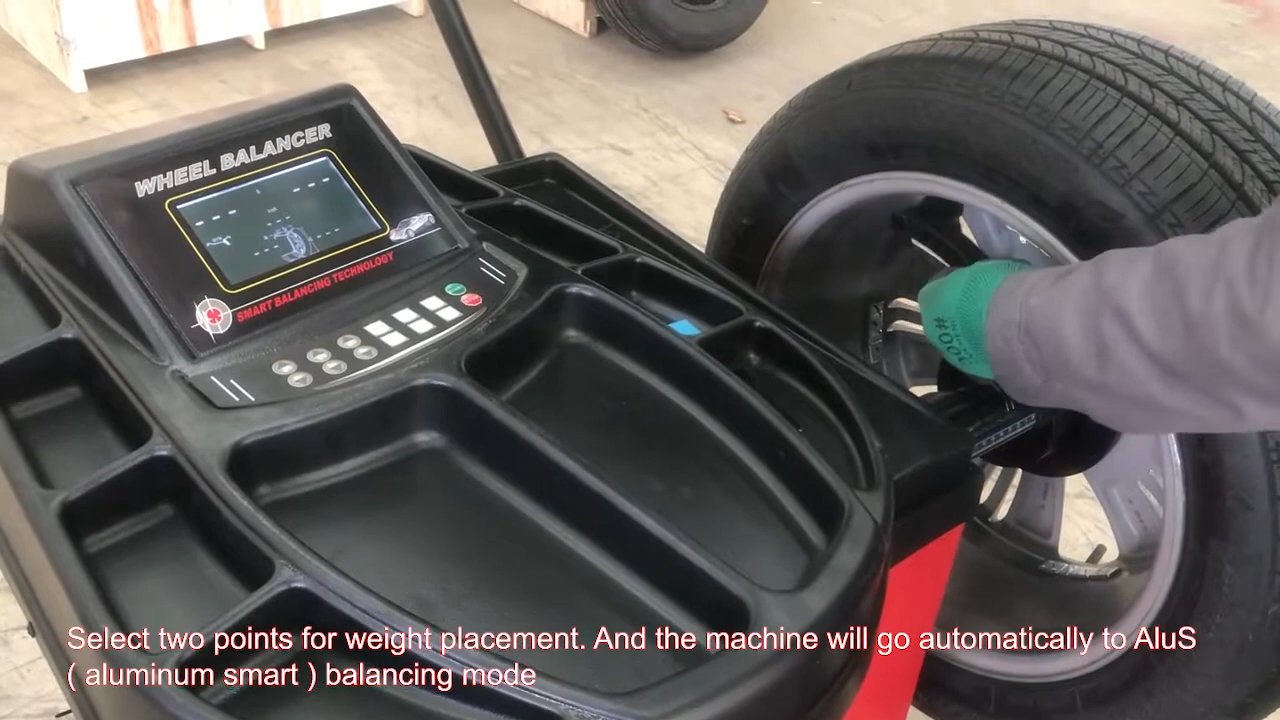 WHEEL BALANCER
SMART BALANCING TECHNOLOGY
Select two points for weight placement. And the machine will go automatically to AluS
( aluminum smart ) balancing mode